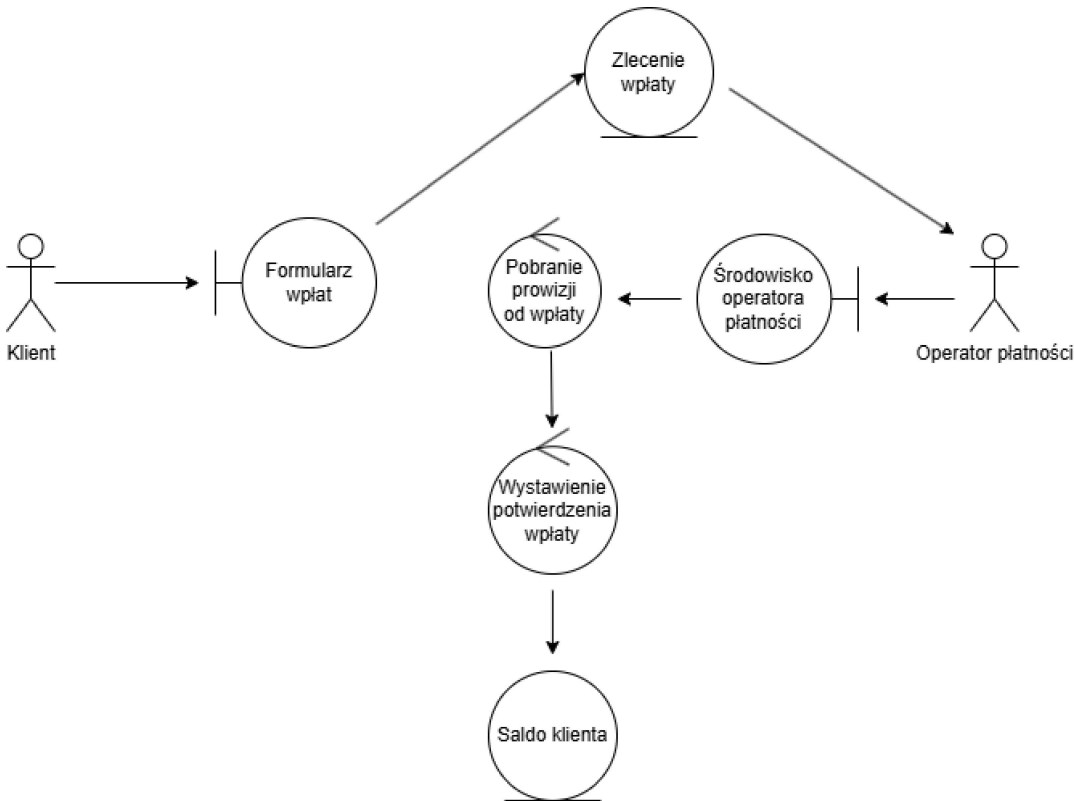 Zlecenie
wpłaty
Formularz
wpłat
Pobranie
prowizji
od wpłaty
Środowisko
operatora
płatności
Klient
Operator płatności
Wystawienie
potwierdzenia
wpłaty
Saldo klienta